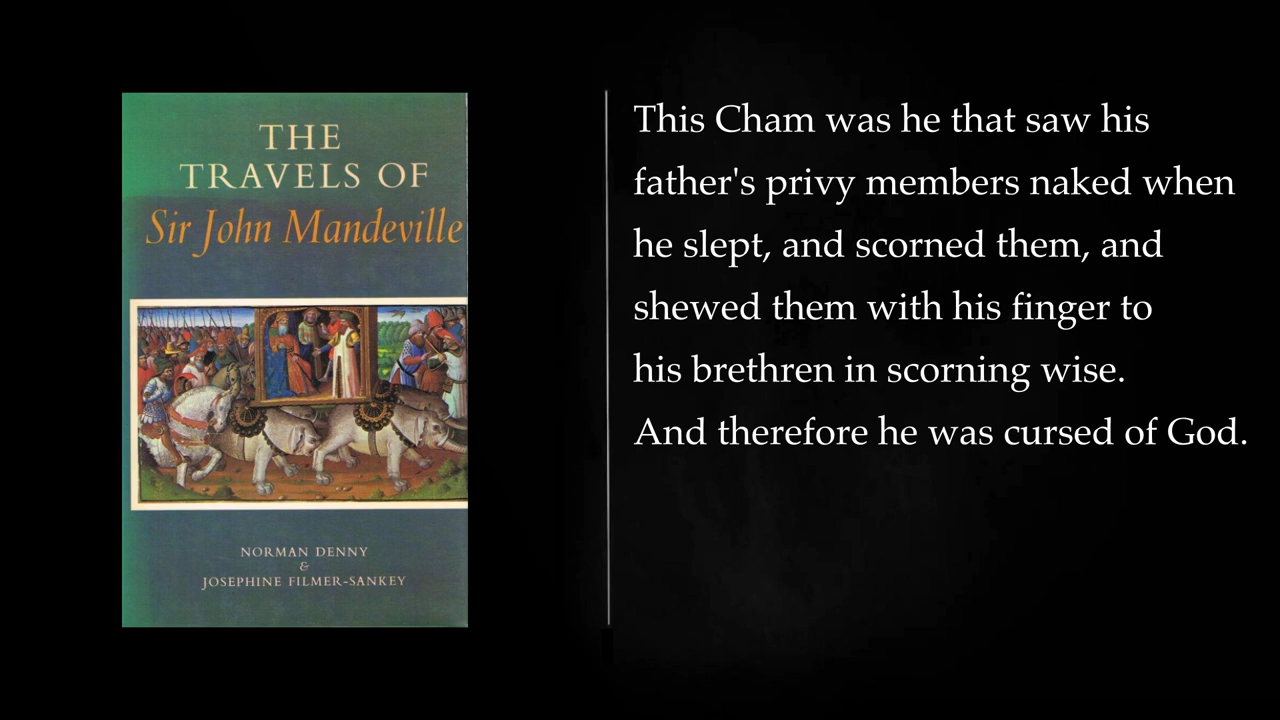 THE
TRAVELS OF
Sir John Mandeville
NORMAN DENNY
&
JOSEPHINE FILMER-SANKEY
This Cham was he that saw his
father's privy members naked when
he slept, and scorned them, and
shewed them with his finger to
his brethren in scorning wise.
And therefore he was cursed of God.